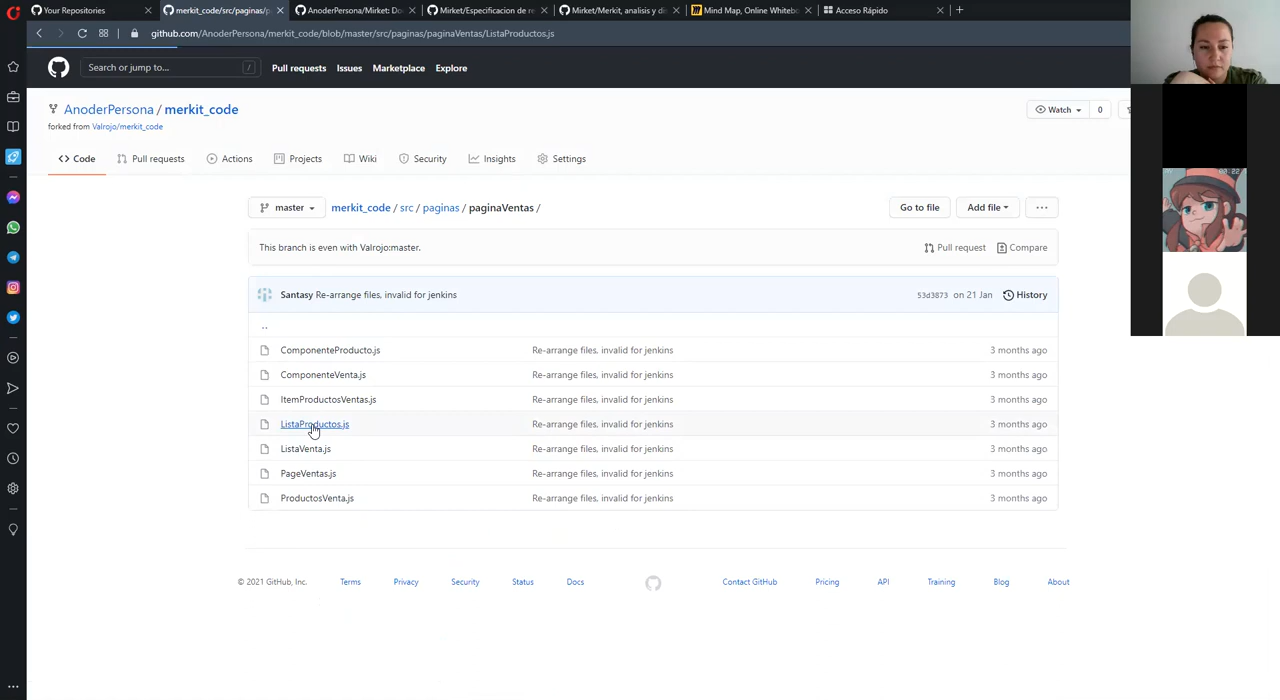 Your Repositories
merkit_code/src/paginas/p
AnoderPersona/Mirket: Do
Mirket/Especificacion de re
Mirket/Merkit, analisis y di
Mind Map, Online Whitebo
Acceso Rápido
github.com/AnoderPersona/merkit_code/blob/master/src/paginas/paginaVentas/ListaProductos.js
Search or jump to...
/
Pull requests
Issues
Marketplace
Explore
AnoderPersona / merkit_code
forked from Valrojo/merkit_code
Watch
0
Code
Pull requests
Actions
Projects
Wiki
Security
Insights
Settings
master
merkit_code / src / paginas / paginaVentas /
Go to file
Add file
This branch is even with Valrojo:master.
Pull request
Compare
Santasy Re-arrange files, invalid for jenkins
53d3873 on 21 Jan
History
..
ComponenteProducto.js Re-arrange files, invalid for jenkins 3 months ago
ComponenteVenta.js Re-arrange files, invalid for jenkins 3 months ago
ItemProductosVentas.js Re-arrange files, invalid for jenkins 3 months ago
ListaProductos.js Re-arrange files, invalid for jenkins 3 months ago
ListaVenta.js Re-arrange files, invalid for jenkins 3 months ago
PageVentas.js Re-arrange files, invalid for jenkins 3 months ago
ProductosVenta.js Re-arrange files, invalid for jenkins 3 months ago
© 2021 GitHub, Inc.
Terms
Privacy
Security
Status
Docs
Contact GitHub
Pricing
API
Training
Blog
About